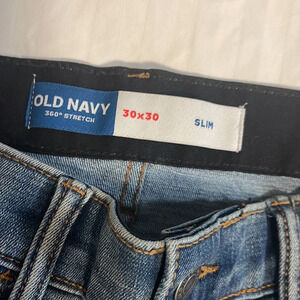 OLD NAVY
360° STRETCH
30x30
SLIM